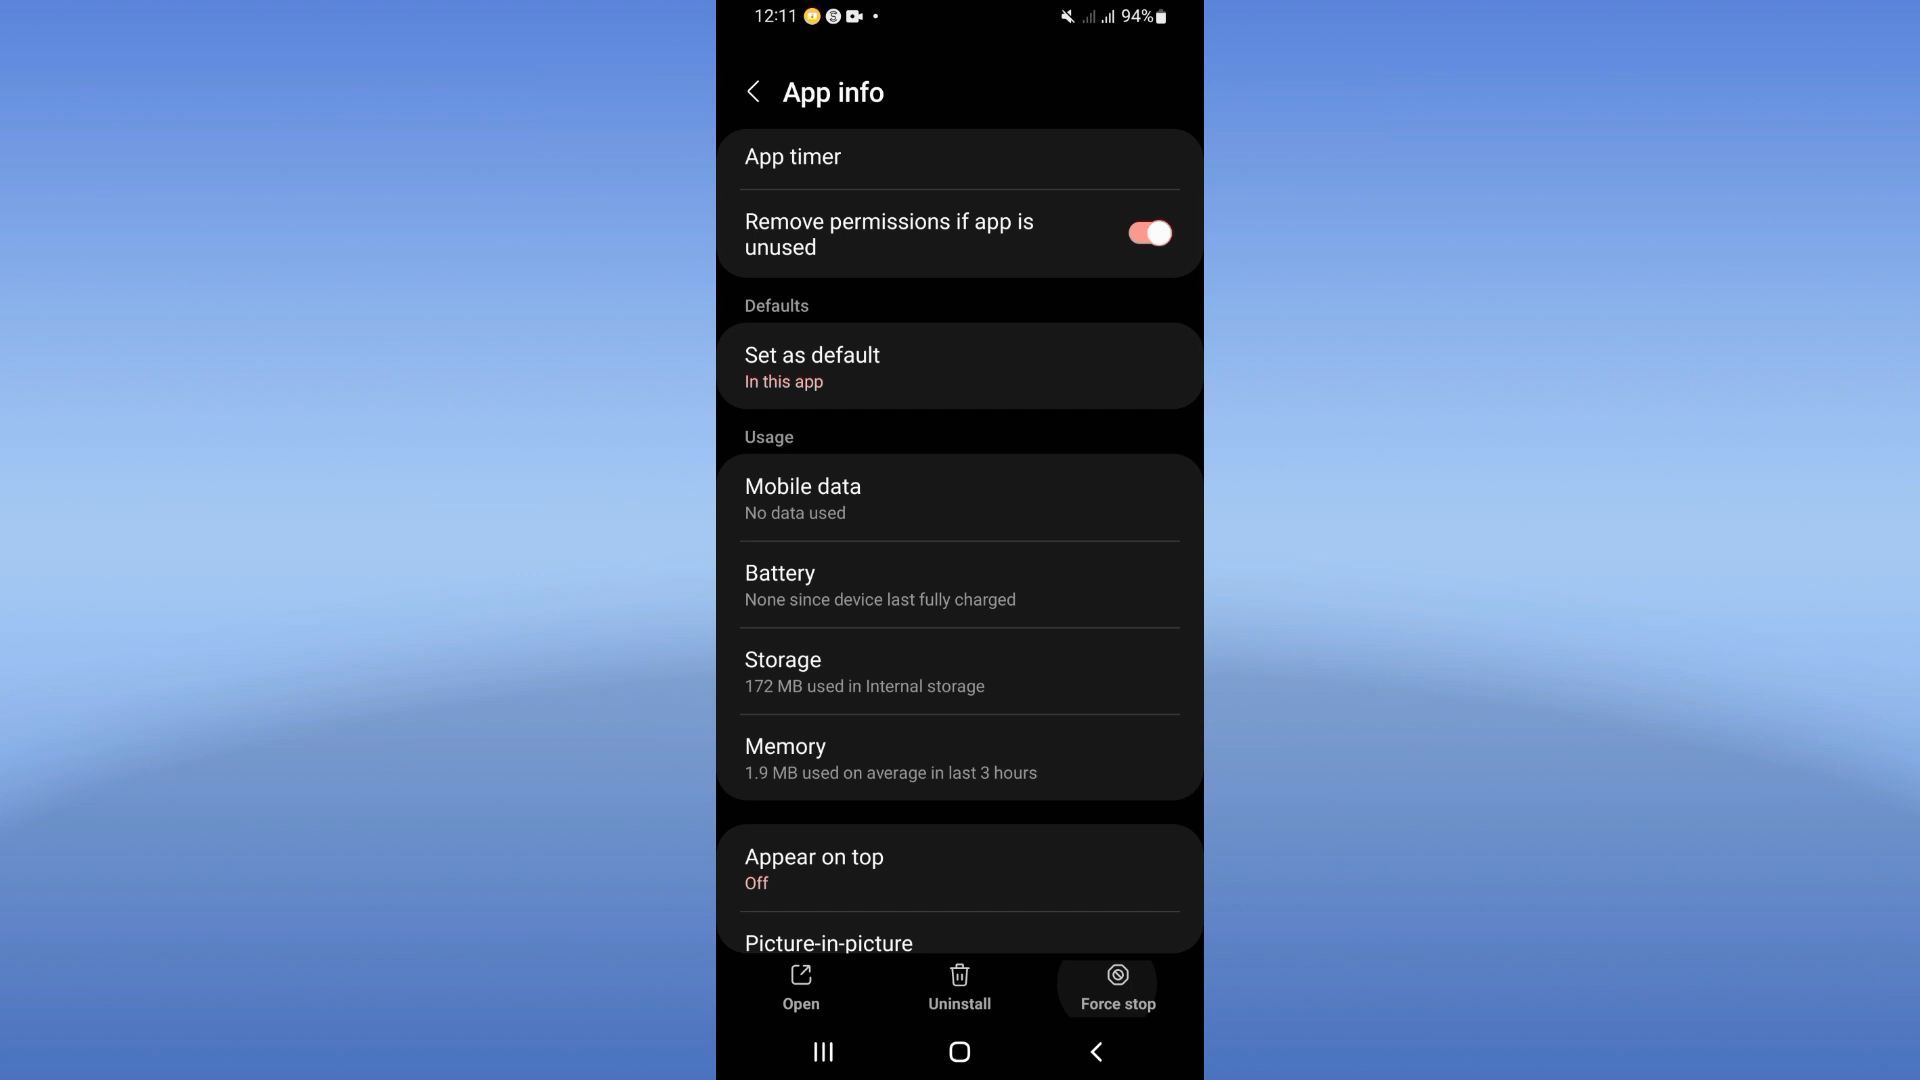 12:11
94%
App info
App timer
Remove permissions if app is
unused
Defaults
Set as default
In this app
Usage
Mobile data
No data used
Battery
None since device last fully charged
Storage
172 MB used in Internal storage
Memory
1.9 MB used on average in last 3 hours
Appear on top
Off
Picture-in-picture
Open
Uninstall
Force stop